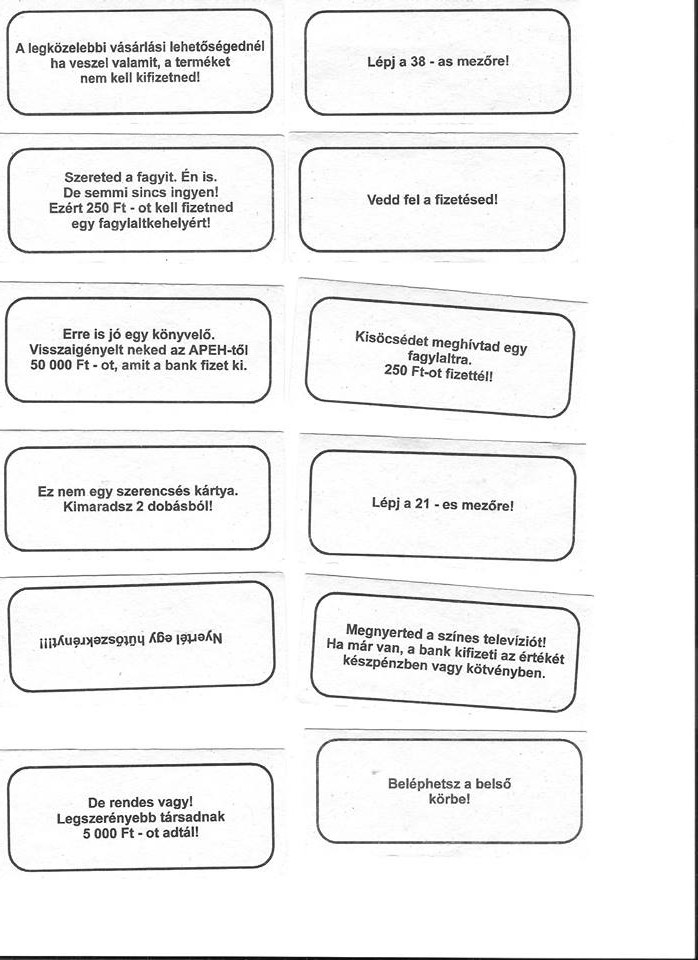 A legközelebbi vásárlási lehetőségednél
ha veszel valamit, a terméket
nem kell kifizetned!
Lépj a 38 - as mezőre!
Szereted a fagyit. Én is.
De semmi sincs ingyen!
Ezért 250 Ft - ot kell fizetned
egy fagylaltkehelyért!
Vedd fel a fizetésed!
Erre is jó egy könyvelő.
Visszaigényelt neked az APEH-től
50 000 Ft - ot, amit a bank fizet ki.
Kisöcsédet meghívtad egy
fagylaltra.
250 Ft-ot fizettél!
Ez nem egy szerencsés kártya.
Kimaradsz 2 dobásból!
Lépj a 21 - es mezőre!
Nyertél egy hűtőszekrényt!!!
Megnyerted a színes televíziót!
Ha már van, a bank kifizeti az értékét
készpénzben vagy kötvényben.
De rendes vagy!
Legszerényebb társadnak
5 000 Ft - ot adtál!
Beléphetsz a belső
körbe!